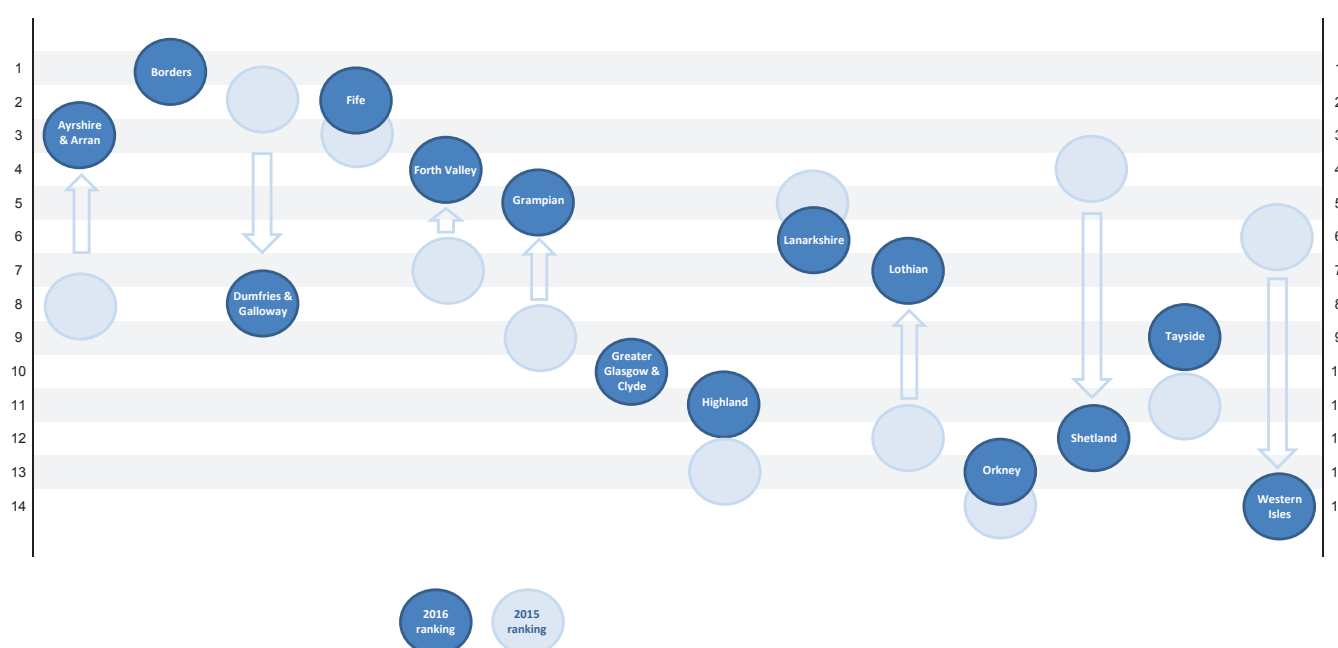 1
2
3
4
5
6
7
8
9
10
11
12
13
14
Ayrshire
& Arran
Borders
Dumfries &
Galloway
Fife
Forth Valley
Grampian
Greater
Glasgow &
Clyde
Highland
Lanarkshire
Lothian
Orkney
Shetland
Tayside
Western
Isles
2016
ranking
2015
ranking